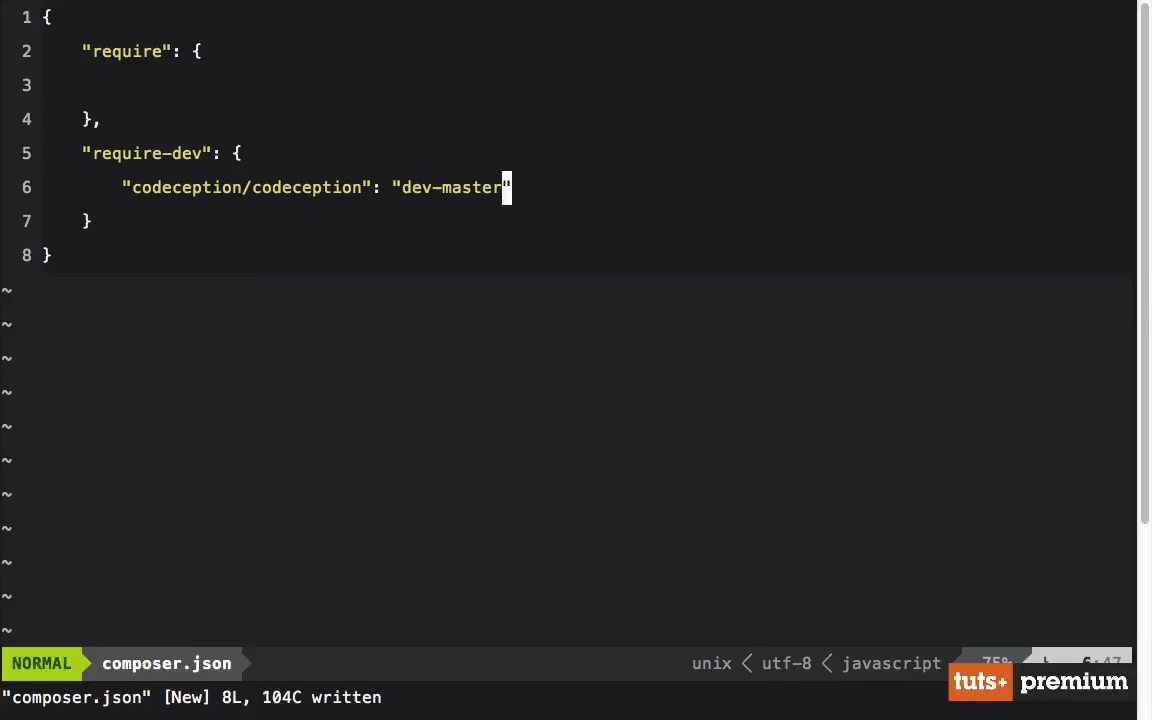 1 {
2     "require": {
3
4     },
5     "require-dev": {
6         "codeception/codeception": "dev-master"
7     }
8 }
~
~
~
~
~
~
~
~
~
~
~
NORMAL composer.json unix < utf-8 < javascript 75%
tuts+ premium
"composer.json" [New] 8L, 104C written